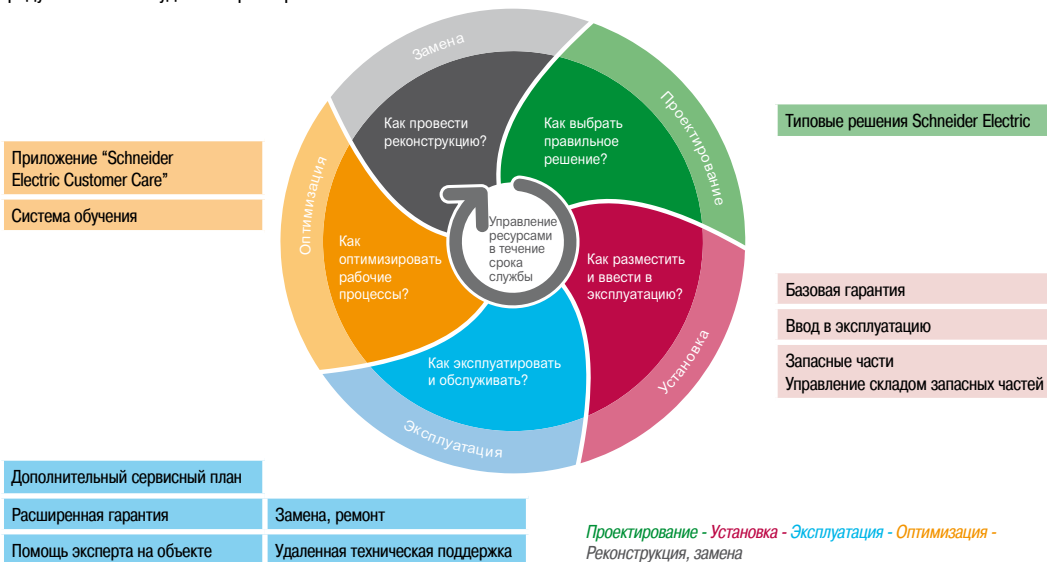 Замена
Проектирование
Как провести
реконструкцию?
Как выбрать
правильное
решение?
Типовые решения Schneider Electric
Приложение “Schneider
Electric Customer Care”
Система обучения
Оптимизация
Управление
ресурсами
в течение
срока
службы
Как
оптимизировать
рабочие
процессы?
Как разместить
и ввести в
эксплуатацию?
Базовая гарантия
Ввод в эксплуатацию
Запасные части
Управление складом запасных частей
Установка
Как эксплуатировать
и обслуживать?
Эксплуатация
Дополнительный сервисный план
Расширенная гарантия
Замена, ремонт
Помощь эксперта на объекте
Удаленная техническая поддержка
Проектирование - Установка - Эксплуатация - Оптимизация -
Реконструкция, замена